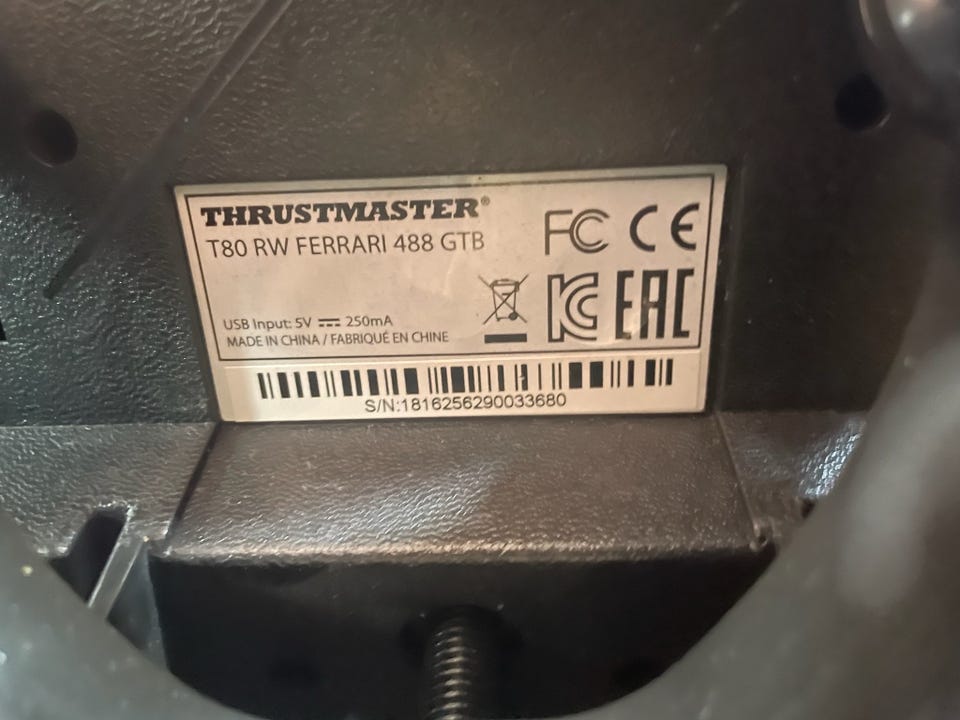 THRUSTMASTER®
T80 RW FERRARI 488 GTB
FC CE
KC EAC
USB Input: 5V ⎓ 250mA
MADE IN CHINA / FABRIQUÉ EN CHINE
S/N:1816256290033680